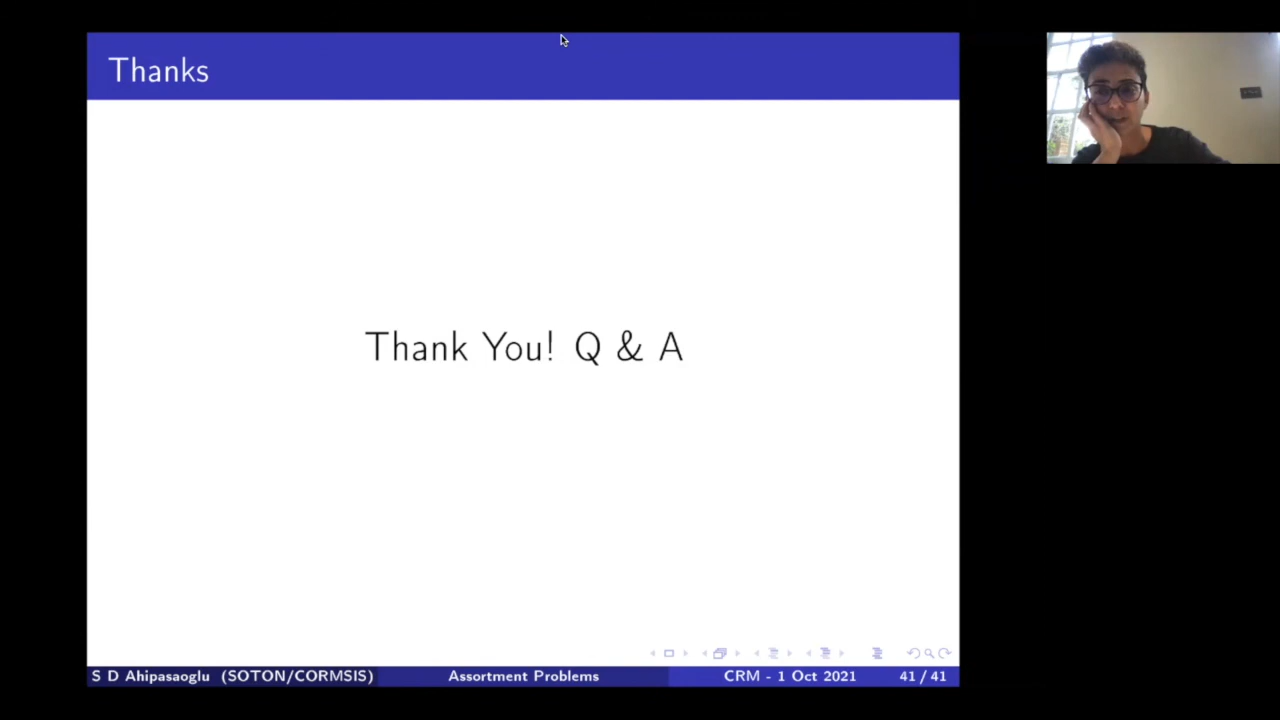 Thanks
Thank You! Q & A
S D Ahipasaoglu (SOTON/CORMSIS) Assortment Problems CRM - 1 Oct 2021 41 / 41